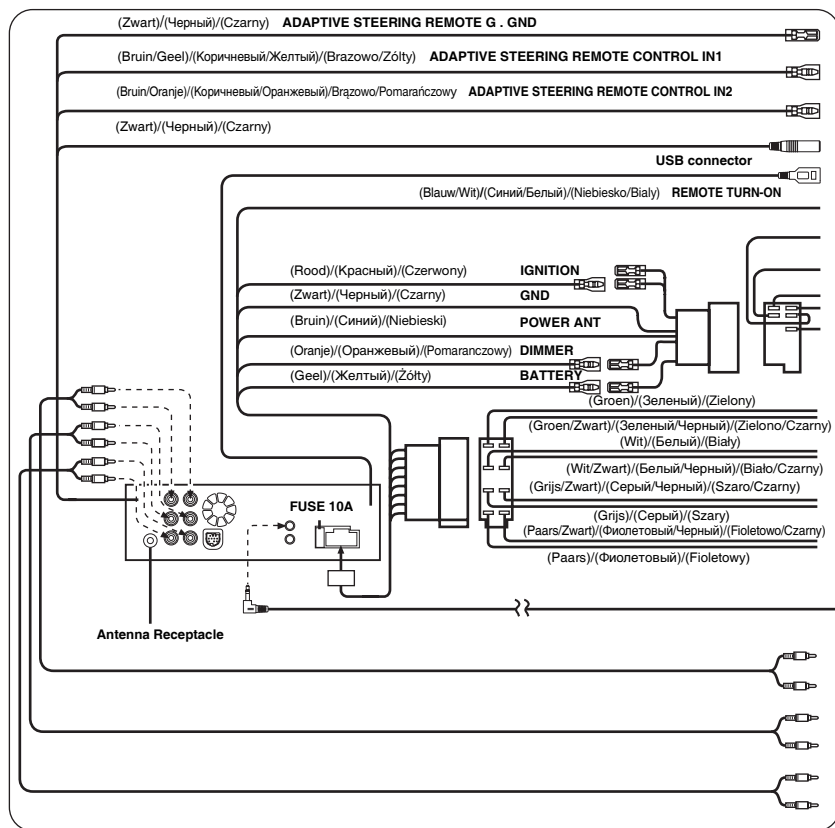 (Zwart)/(Черный)/(Czarny) ADAPTIVE STEERING REMOTE G . GND
(Bruin/Geel)/(Коричневый/Желтый)/(Brazowo/Zółty) ADAPTIVE STEERING REMOTE CONTROL IN1
(Bruin/Oranje)/(Коричневый/Оранжевый)/Brązowo/Pomarańczowy) ADAPTIVE STEERING REMOTE CONTROL IN2
(Zwart)/(Черный)/(Czarny)
USB connector
(Blauw/Wit)/(Синий/Белый)/(Niebiesko/Bialy) REMOTE TURN-ON
(Rood)/(Красный)/(Czerwony) IGNITION
(Zwart)/(Черный)/(Czarny) GND
(Bruin)/(Синий)/(Niebieski) POWER ANT
(Oranje)/(Оранжевый)/(Pomaranczowy) DIMMER
(Geel)/(Желтый)/(Żółty) BATTERY
(Groen)/(Зеленый)/(Zielony)
(Groen/Zwart)/(Зеленый/Черный)/(Zielono/Czarny)
(Wit)/(Белый)/(Biały)
(Wit/Zwart)/(Белый/Черный)/(Biało/Czarny)
(Grijs/Zwart)/(Серый/Черный)/(Szaro/Czarny)
FUSE 10A
(Grijs)/(Серый)/(Szary)
(Paars/Zwart)/(Фиолетовый/Черный)/(Fioletowo/Czarny)
(Paars)/(Фиолетовый)/(Fioletowy)
Antenna Receptacle